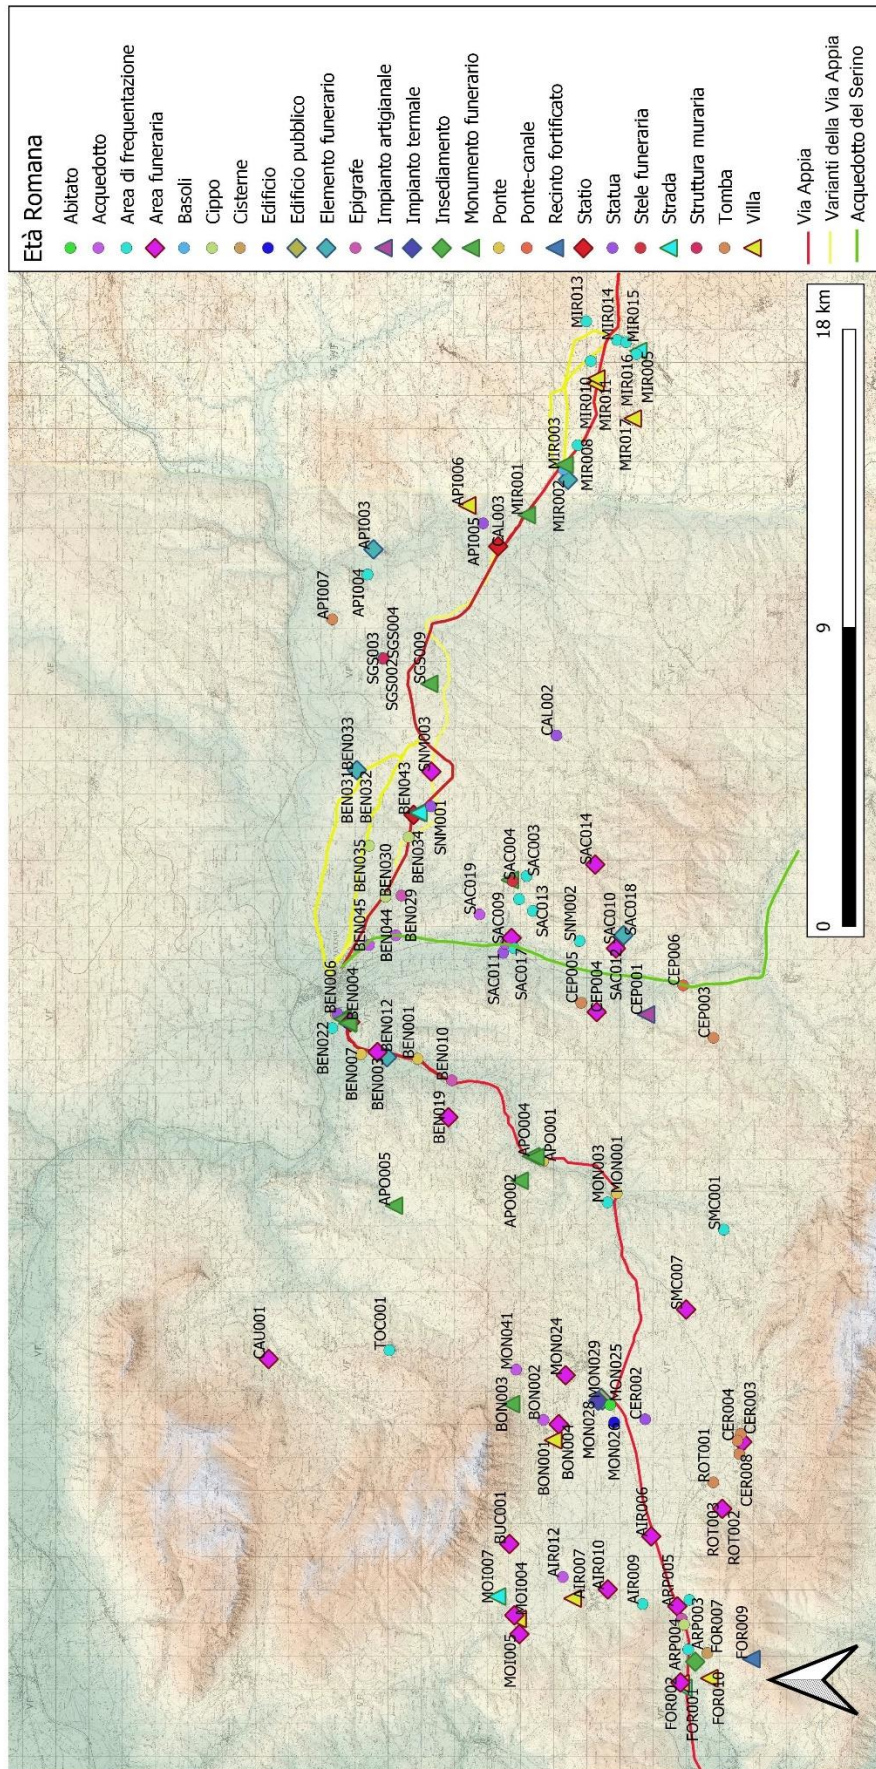 Età Romana
Abitato
Acquedotto
Area di frequentazione
Area funeraria
Basoli
Cippo
Cisterne
Edificio
Edificio pubblico
Elemento funerario
Epigrafe
Impianto artigianale
Impianto termale
Insediamento
Monumento funerario
Ponte
Ponte-canale
Recinto fortificato
Statio
Statua
Stele funeraria
Strada
Struttura muraria
Tomba
Villa
Via Appia
Varianti della Via Appia
Acquedotto del Serino
CAU001
TOC001
MOI007
MOI004
MOI005
BUC001
AIR012
AIR007
AIR010
AIR009
AIR006
ARP005
ARP004
ARP003
FOR002
FOR001
FOR007
FOR010
FOR009
ROT001
ROT003
ROT002
CER004
CER003
CER008
CER002
BON003
BON002
BON001
BON004
MON041
MON024
MON029
MON028
MON025
MON026
SMC007
SMC001
MON003
MON001
APO005
APO002
APO004
APO001
BEN019
BEN010
BEN001
BEN012
BEN003
BEN007
BEN022
BEN004
BEN006
BEN045
BEN044
BEN029
BEN030
BEN035
BEN034
BEN043
BEN031
BEN032
BEN033
SNM003
SNM001
SGS003
SGS002
SGS004
SGS009
API007
API004
API003
API006
API005
CAL003
CAL002
MIR001
MIR002
MIR003
MIR008
MIR010
MIR011
MIR017
MIR016
MIR005
MIR015
MIR014
MIR013
SAC019
SAC009
SAC004
SAC003
SAC013
SAC011
SAC017
SNM002
SAC014
SAC010
SAC018
CEP005
CEP004
CEP001
CEP006
CEP003
0
9
18 km